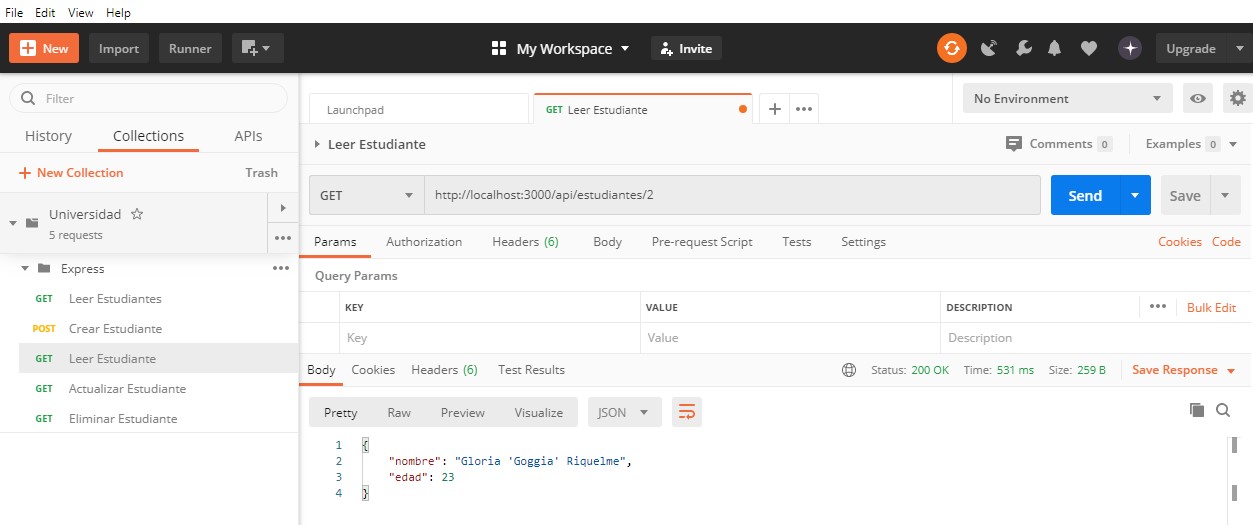 File Edit View Help
New Import Runner My Workspace Invite Upgrade
Filter
History Collections APIs
New Collection Trash
Universidad
5 requests
Express
GET Leer Estudiantes
POST Crear Estudiante
GET Leer Estudiante
GET Actualizar Estudiante
GET Eliminar Estudiante
Launchpad GET Leer Estudiante No Environment
Leer Estudiante Comments 0 Examples 0
GET http://localhost:3000/api/estudiantes/2 Send Save
Params Authorization Headers (6) Body Pre-request Script Tests Settings Cookies Code
Query Params
KEY VALUE DESCRIPTION Bulk Edit
Key Value Description
Body Cookies Headers (6) Test Results Status: 200 OK Time: 531 ms Size: 259 B Save Response
Pretty Raw Preview Visualize JSON
1 {
2 "nombre": "Gloria 'Goggia' Riquelme",
3 "edad": 23
4 }